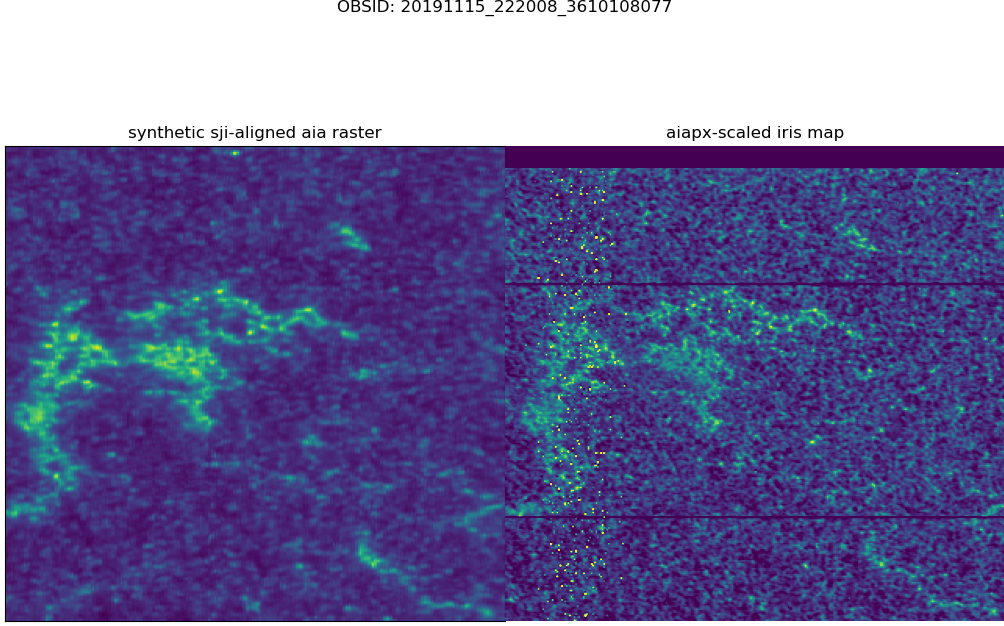 OBSID: 20191115_222008_3610108077
synthetic sji-aligned aia raster
aiapx-scaled iris map